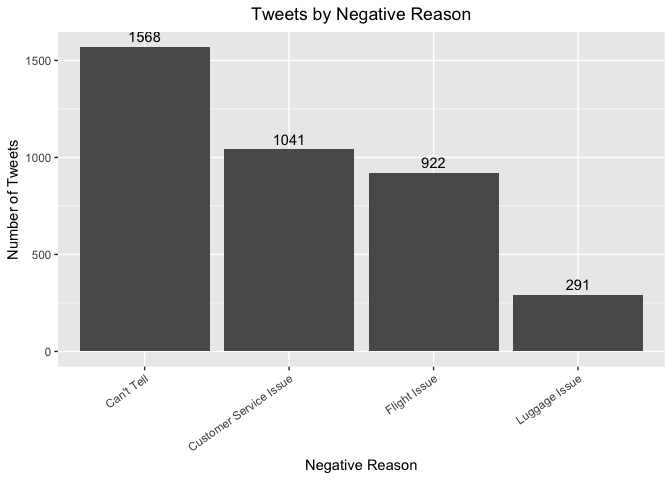 Tweets by Negative Reason
1568
1041
922
291
1500
1000
500
0
Number of Tweets
Can't Tell
Customer Service Issue
Flight Issue
Luggage Issue
Negative Reason